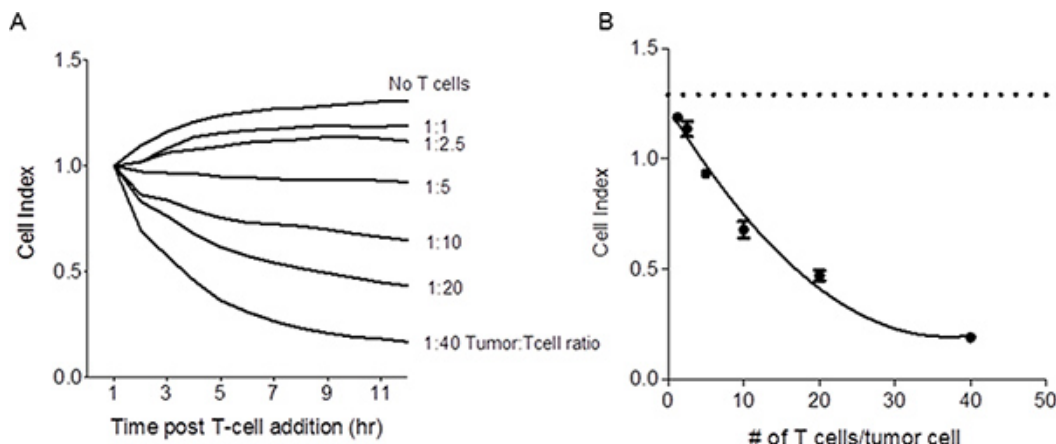 A
Cell Index
1.5
1.0
0.5
0.0
No T cells
1:1
1:2.5
1:5
1:10
1:20
1:40 Tumor:Tcell ratio
1 3 5 7 9 11
Time post T-cell addition (hr)
B
Cell Index
1.5
1.0
0.5
0.0
0 10 20 30 40 50
# of T cells/tumor cell